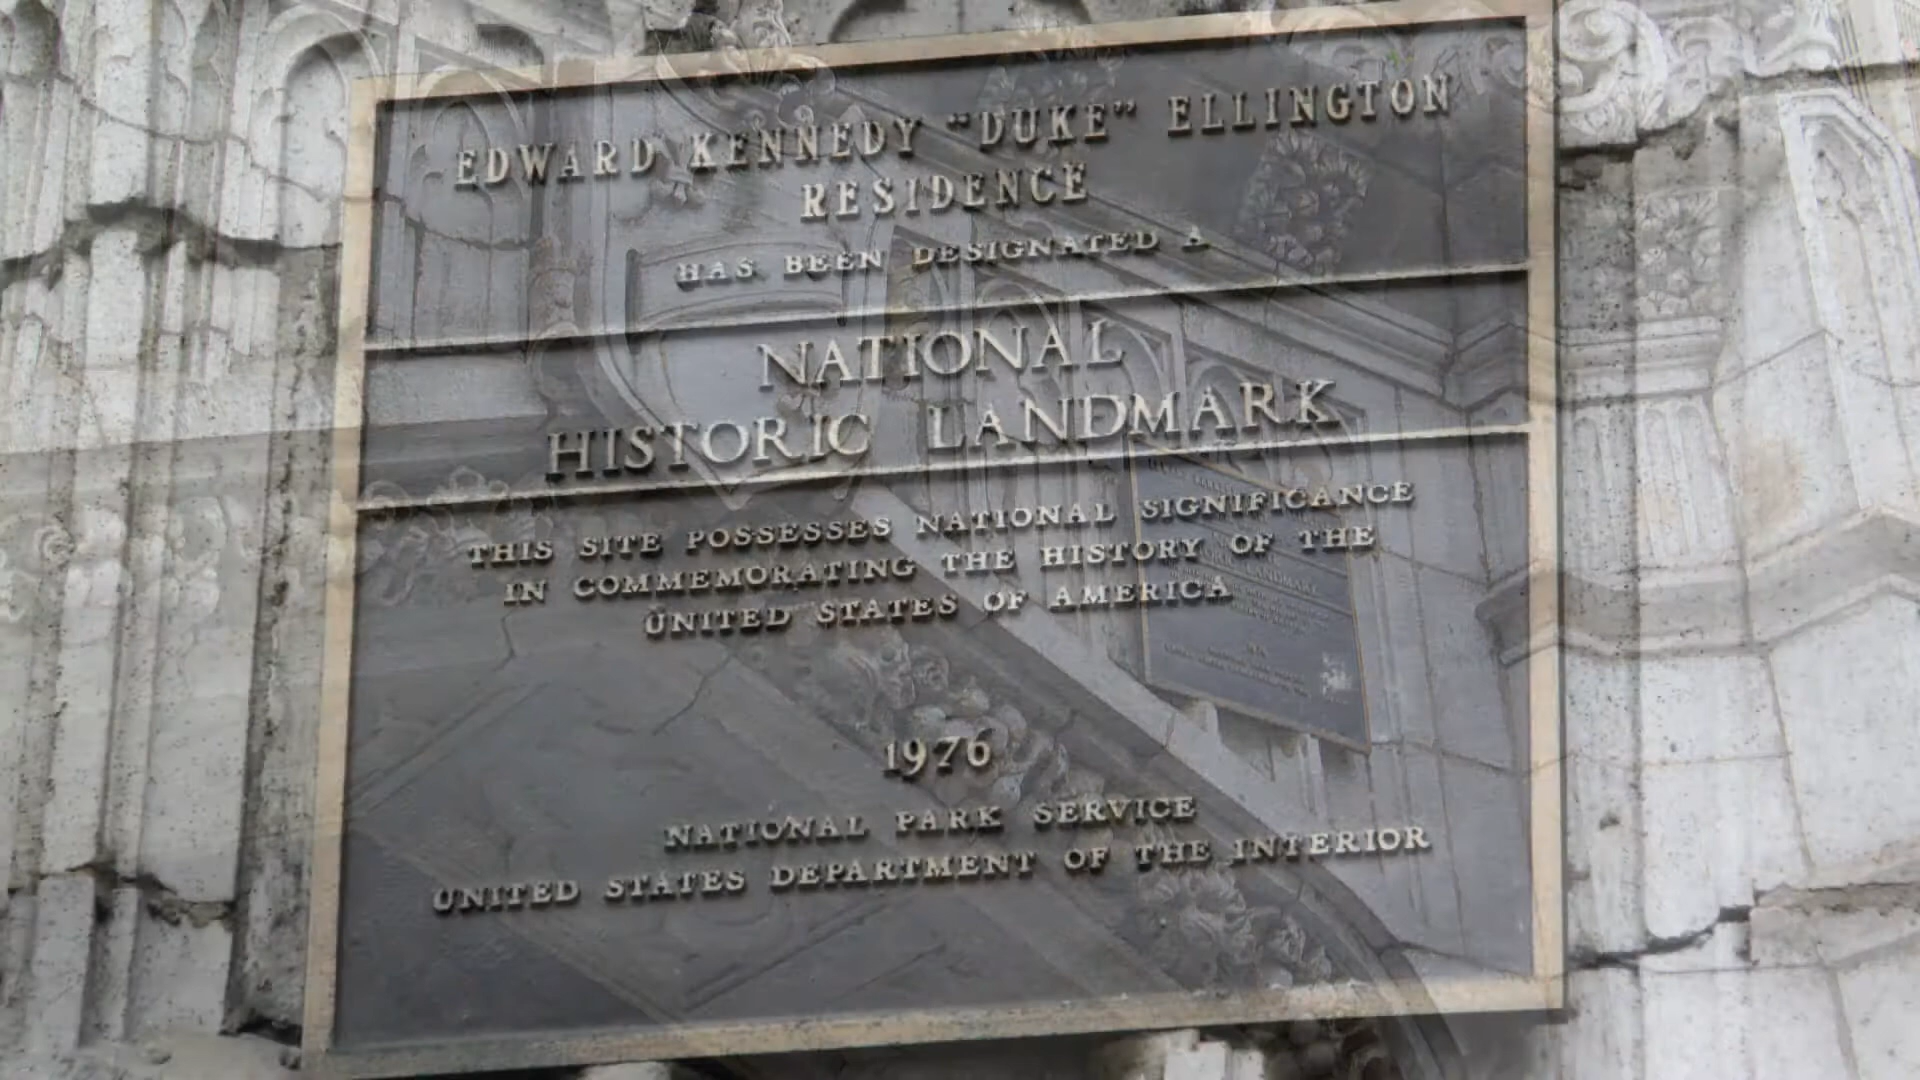 EDWARD KENNEDY "DUKE" ELLINGTON
RESIDENCE
HAS BEEN DESIGNATED A
NATIONAL
HISTORIC LANDMARK
THIS SITE POSSESSES NATIONAL SIGNIFICANCE
IN COMMEMORATING THE HISTORY OF THE
UNITED STATES OF AMERICA
1976
NATIONAL PARK SERVICE
UNITED STATES DEPARTMENT OF THE INTERIOR